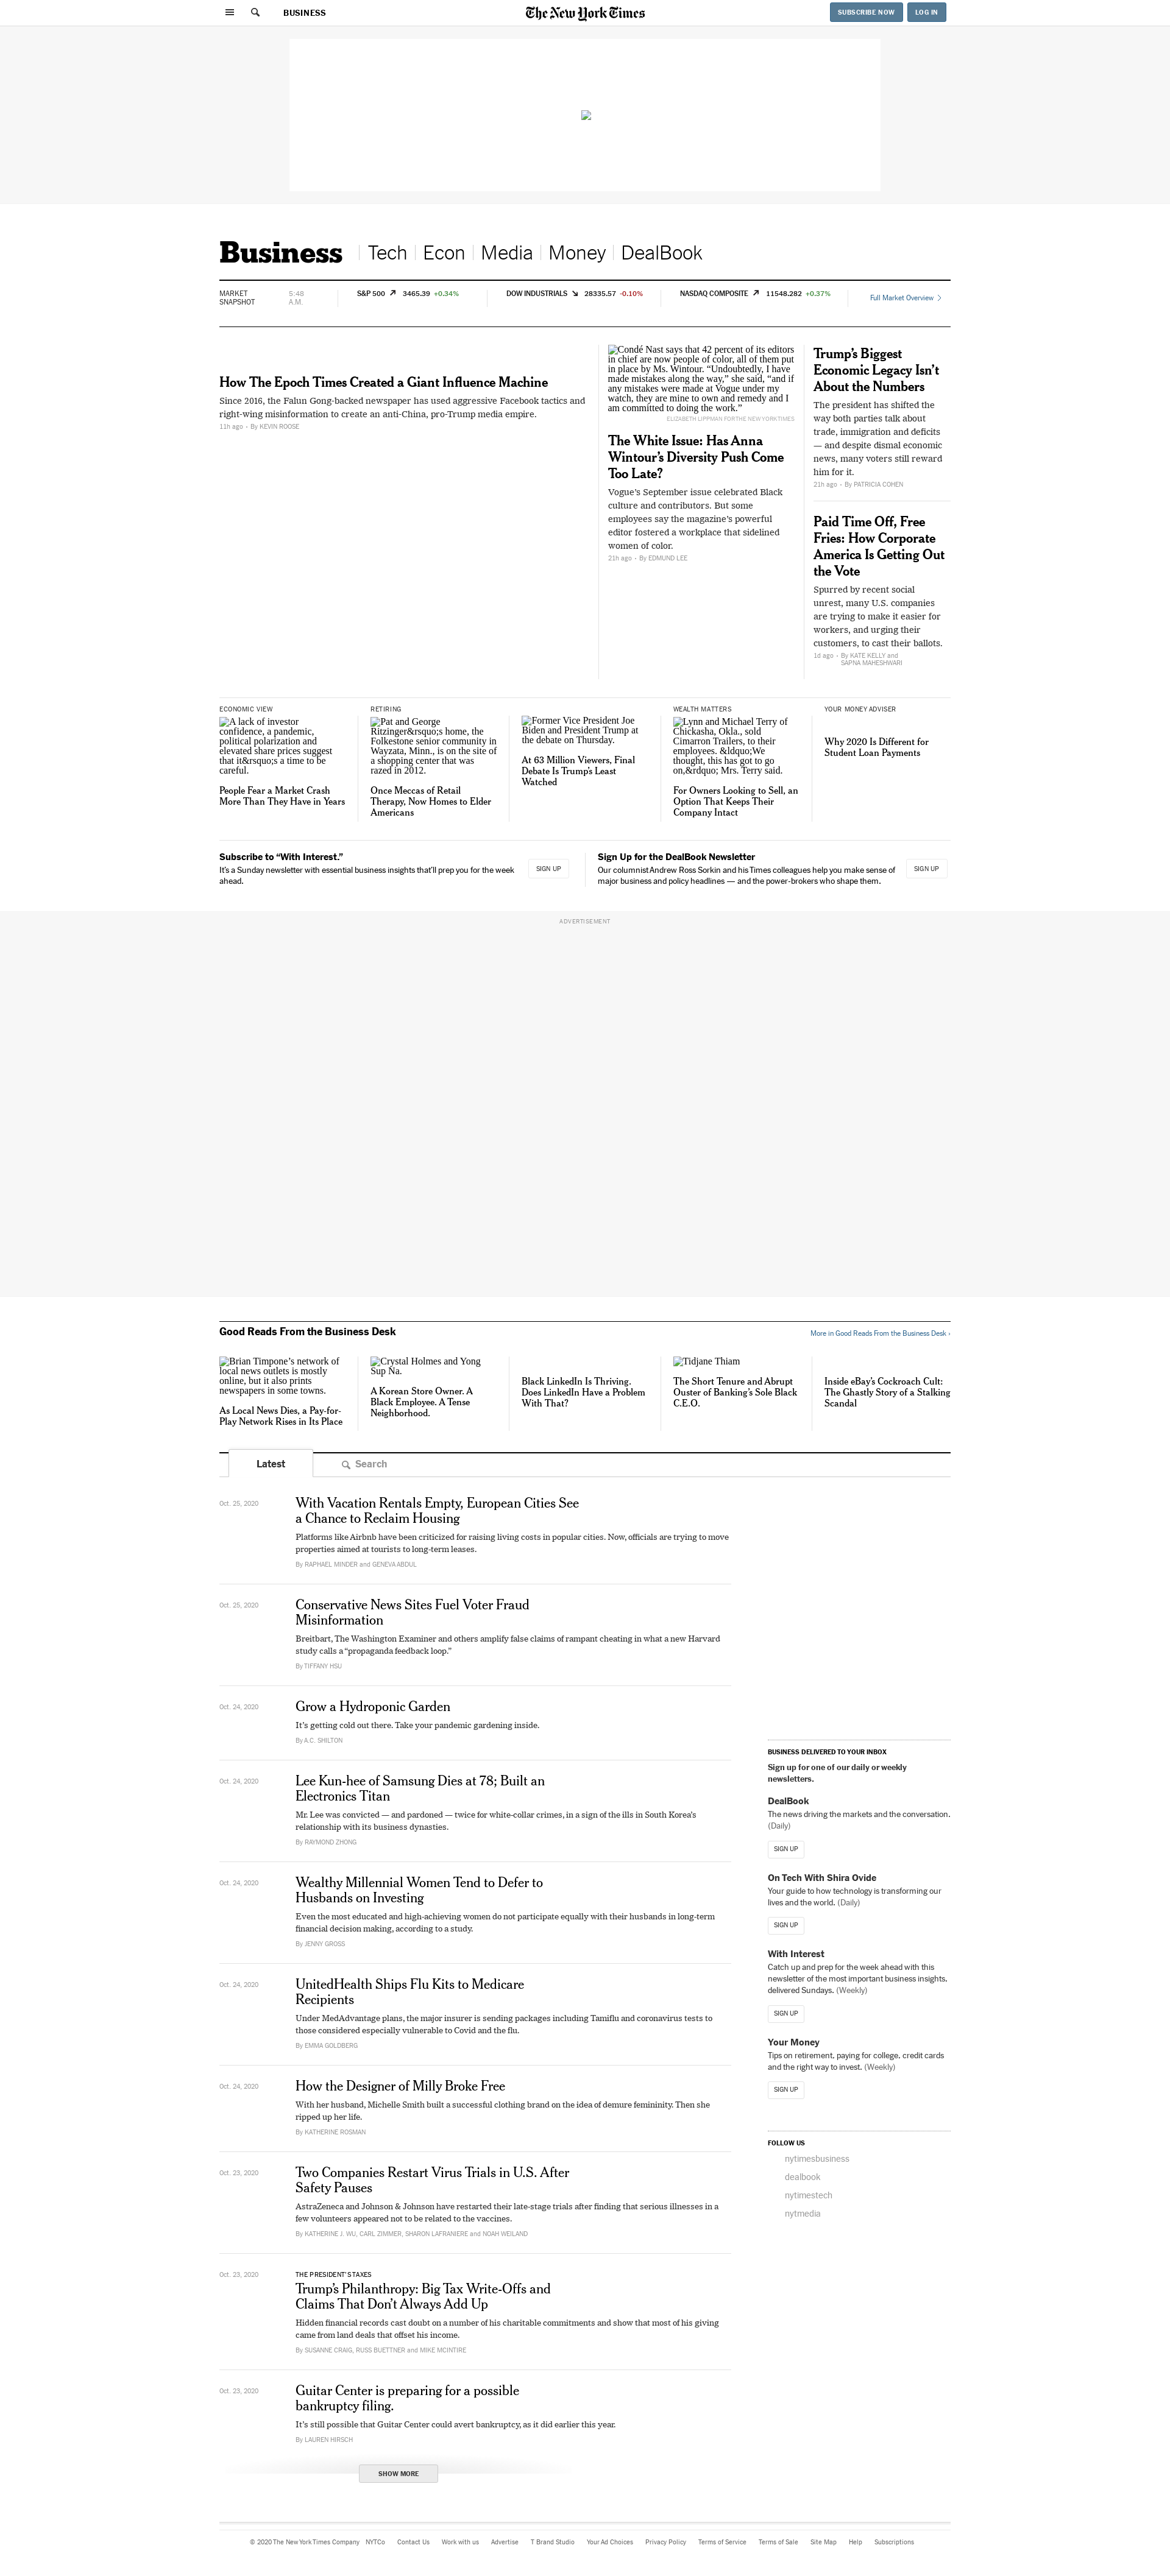 BUSINESS
The New York Times
SUBSCRIBE NOW
LOG IN
Business
Tech
Econ
Media
Money
DealBook
MARKET
SNAPSHOT
5:48
A.M.
S&P 500 3465.39 +0.34%
DOW INDUSTRIALS 28335.57 -0.10%
NASDAQ COMPOSITE 11548.282 +0.37%
Full Market Overview
How The Epoch Times Created a Giant Influence Machine
Since 2016, the Falun Gong-backed newspaper has used aggressive Facebook tactics and
right-wing misinformation to create an anti-China, pro-Trump media empire.
11h ago • By KEVIN ROOSE
Condé Nast says that 42 percent of its editors
in chief are now people of color, all of them put
in place by Ms. Wintour. “Undoubtedly, I have
made mistakes along the way,” she said, “and if
any mistakes were made at Vogue under my
watch, they are mine to own and remedy and I
am committed to doing the work.”
ELIZABETH LIPPMAN FOR THE NEW YORK TIMES
The White Issue: Has Anna
Wintour’s Diversity Push Come
Too Late?
Vogue’s September issue celebrated Black
culture and contributors. But some
employees say the magazine’s powerful
editor fostered a workplace that sidelined
women of color.
21h ago • By EDMUND LEE
Trump’s Biggest
Economic Legacy Isn’t
About the Numbers
The president has shifted the
way both parties talk about
trade, immigration and deficits
— and despite dismal economic
news, many voters still reward
him for it.
21h ago • By PATRICIA COHEN
Paid Time Off, Free
Fries: How Corporate
America Is Getting Out
the Vote
Spurred by recent social
unrest, many U.S. companies
are trying to make it easier for
workers, and urging their
customers, to cast their ballots.
1d ago • By KATE KELLY and
SAPNA MAHESHWARI
ECONOMIC VIEW
A lack of investor
confidence, a pandemic,
political polarization and
elevated share prices suggest
that it&rsquo;s a time to be
careful.
People Fear a Market Crash
More Than They Have in Years
RETIRING
Pat and George
Ritzinger&rsquo;s home, the
Folkestone senior community in
Wayzata, Minn., is on the site of
a shopping center that was
razed in 2012.
Once Meccas of Retail
Therapy, Now Homes to Elder
Americans
Former Vice President Joe
Biden and President Trump at
the debate on Thursday.
At 63 Million Viewers, Final
Debate Is Trump’s Least
Watched
WEALTH MATTERS
Lynn and Michael Terry of
Chickasha, Okla., sold
Cimarron Trailers, to their
employees. &ldquo;We
thought, this has got to go
on,&rdquo; Mrs. Terry said.
For Owners Looking to Sell, an
Option That Keeps Their
Company Intact
YOUR MONEY ADVISER
Why 2020 Is Different for
Student Loan Payments
Subscribe to “With Interest.”
It’s a Sunday newsletter with essential business insights that’ll prep you for the week
ahead.
SIGN UP
Sign Up for the DealBook Newsletter
Our columnist Andrew Ross Sorkin and his Times colleagues help you make sense of
major business and policy headlines — and the power-brokers who shape them.
SIGN UP
ADVERTISEMENT
Good Reads From the Business Desk
More in Good Reads From the Business Desk ›
Brian Timpone’s network of
local news outlets is mostly
online, but it also prints
newspapers in some towns.
As Local News Dies, a Pay-for-
Play Network Rises in Its Place
Crystal Holmes and Yong
Sup Na.
A Korean Store Owner. A
Black Employee. A Tense
Neighborhood.
Black LinkedIn Is Thriving.
Does LinkedIn Have a Problem
With That?
Tidjane Thiam
The Short Tenure and Abrupt
Ouster of Banking’s Sole Black
C.E.O.
Inside eBay’s Cockroach Cult:
The Ghastly Story of a Stalking
Scandal
Latest
Search
Oct. 25, 2020
With Vacation Rentals Empty, European Cities See
a Chance to Reclaim Housing
Platforms like Airbnb have been criticized for raising living costs in popular cities. Now, officials are trying to move
properties aimed at tourists to long-term leases.
By RAPHAEL MINDER and GENEVA ABDUL
Oct. 25, 2020
Conservative News Sites Fuel Voter Fraud
Misinformation
Breitbart, The Washington Examiner and others amplify false claims of rampant cheating in what a new Harvard
study calls a “propaganda feedback loop.”
By TIFFANY HSU
Oct. 24, 2020
Grow a Hydroponic Garden
It’s getting cold out there. Take your pandemic gardening inside.
By A.C. SHILTON
Oct. 24, 2020
Lee Kun-hee of Samsung Dies at 78; Built an
Electronics Titan
Mr. Lee was convicted — and pardoned — twice for white-collar crimes, in a sign of the ills in South Korea’s
relationship with its business dynasties.
By RAYMOND ZHONG
Oct. 24, 2020
Wealthy Millennial Women Tend to Defer to
Husbands on Investing
Even the most educated and high-achieving women do not participate equally with their husbands in long-term
financial decision making, according to a study.
By JENNY GROSS
Oct. 24, 2020
UnitedHealth Ships Flu Kits to Medicare
Recipients
Under MedAdvantage plans, the major insurer is sending packages including Tamiflu and coronavirus tests to
those considered especially vulnerable to Covid and the flu.
By EMMA GOLDBERG
Oct. 24, 2020
How the Designer of Milly Broke Free
With her husband, Michelle Smith built a successful clothing brand on the idea of demure femininity. Then she
ripped up her life.
By KATHERINE ROSMAN
Oct. 23, 2020
Two Companies Restart Virus Trials in U.S. After
Safety Pauses
AstraZeneca and Johnson & Johnson have restarted their late-stage trials after finding that serious illnesses in a
few volunteers appeared not to be related to the vaccines.
By KATHERINE J. WU, CARL ZIMMER, SHARON LAFRANIERE and NOAH WEILAND
Oct. 23, 2020
THE PRESIDENT’S TAXES
Trump’s Philanthropy: Big Tax Write-Offs and
Claims That Don’t Always Add Up
Hidden financial records cast doubt on a number of his charitable commitments and show that most of his giving
came from land deals that offset his income.
By SUSANNE CRAIG, RUSS BUETTNER and MIKE MCINTIRE
Oct. 23, 2020
Guitar Center is preparing for a possible
bankruptcy filing.
It’s still possible that Guitar Center could avert bankruptcy, as it did earlier this year.
By LAUREN HIRSCH
SHOW MORE
BUSINESS DELIVERED TO YOUR INBOX
Sign up for one of our daily or weekly
newsletters.
DealBook
The news driving the markets and the conversation.
(Daily)
SIGN UP
On Tech With Shira Ovide
Your guide to how technology is transforming our
lives and the world. (Daily)
SIGN UP
With Interest
Catch up and prep for the week ahead with this
newsletter of the most important business insights,
delivered Sundays. (Weekly)
SIGN UP
Your Money
Tips on retirement, paying for college, credit cards
and the right way to invest. (Weekly)
SIGN UP
FOLLOW US
nytimesbusiness
dealbook
nytimestech
nytmedia
© 2020 The New York Times Company NYTCo Contact Us Work with us Advertise T Brand Studio Your Ad Choices Privacy Policy Terms of Service Terms of Sale Site Map Help Subscriptions